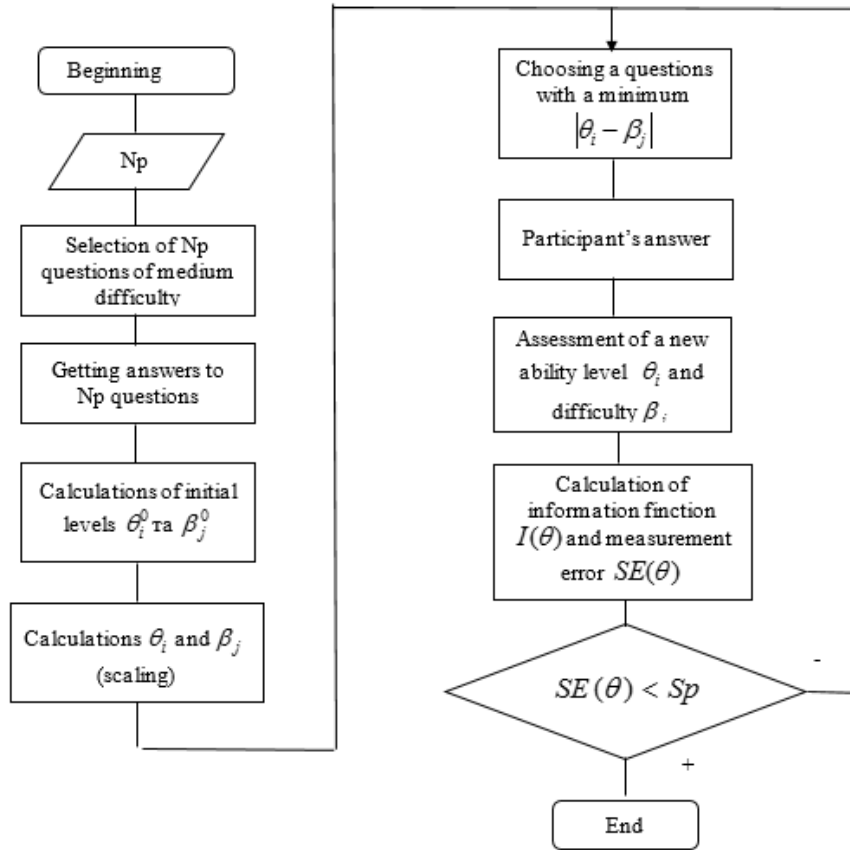 Beginning
Np
Selection of Np
questions of medium
difficulty
Getting answers to
Np questions
Calculations of initial
levels θ_i^0 та β_j^0
Calculations θ_i and β_j
(scaling)
Choosing a questions
with a minimum
|θ_i − β_j|
Participant's answer
Assessment of a new
ability level θ_i and
difficulty β_j
Calculation of
information finction
I(θ) and measurement
error SE(θ)
SE(θ) < Sp
-
+
End